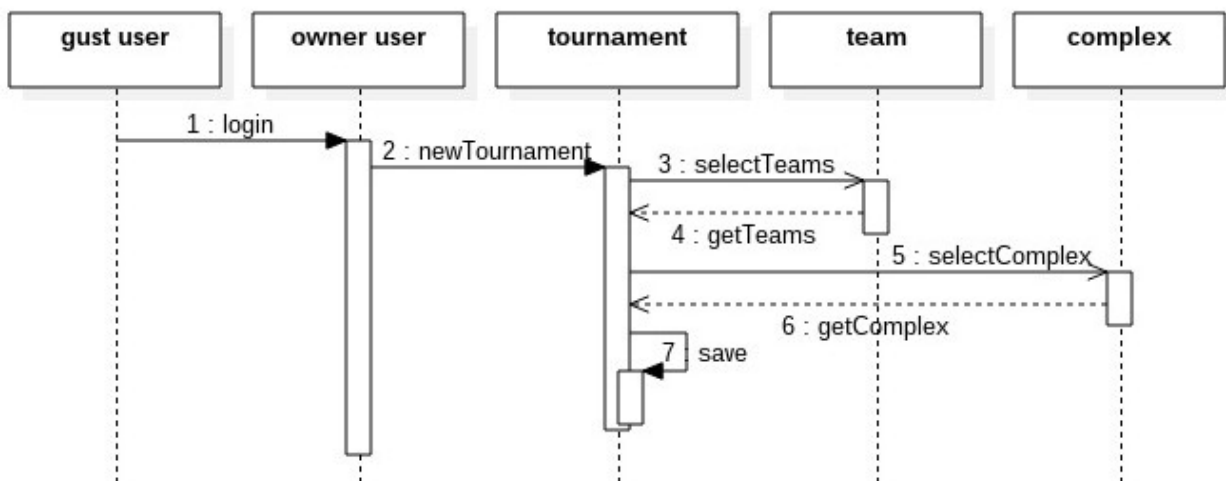 gust user
owner user
tournament
team
complex
1 : login
2 : newTournament
3 : selectTeams
4 : getTeams
5 : selectComplex
6 : getComplex
7 : save